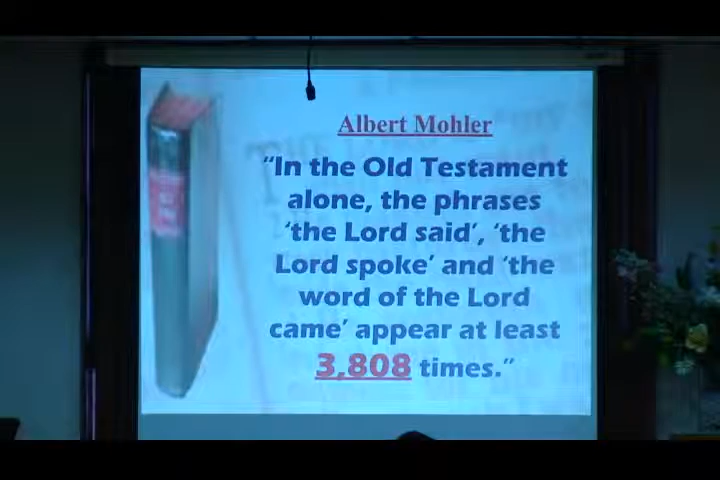 Albert Mohler
“In the Old Testament
alone, the phrases
‘the Lord said’, ‘the
Lord spoke’ and ‘the
word of the Lord
came’ appear at least
3,808 times.”